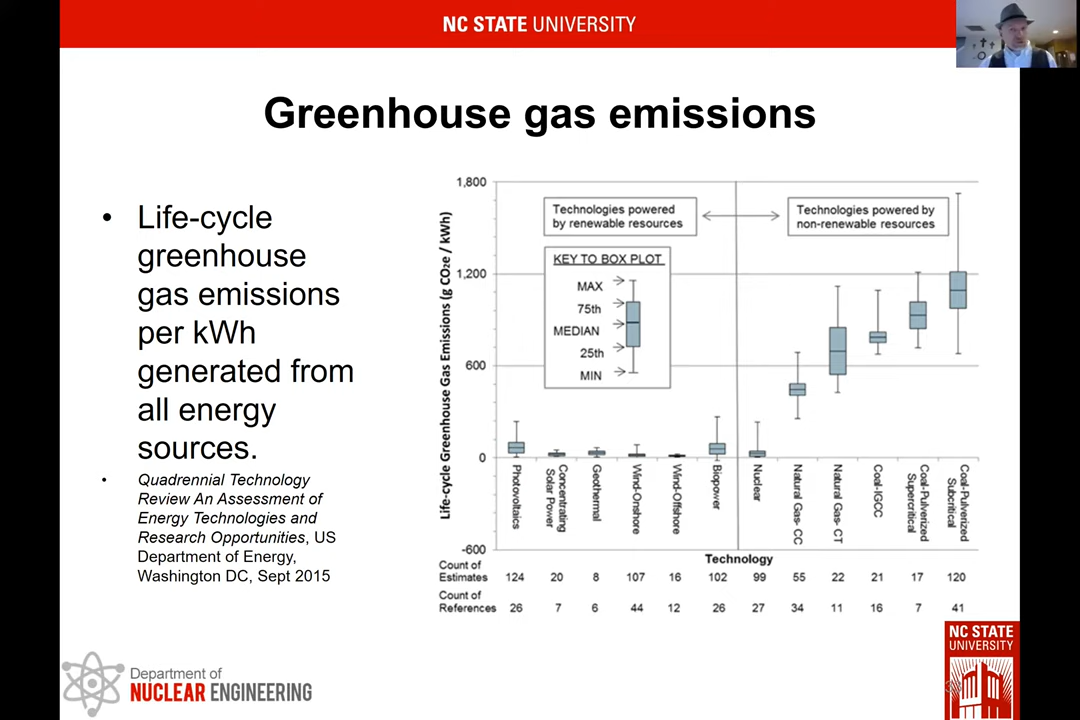 NC STATE UNIVERSITY
Greenhouse gas emissions
• Life-cycle
greenhouse
gas emissions
per kWh
generated from
all energy
sources.
• Quadrennial Technology
Review An Assessment of
Energy Technologies and
Research Opportunities, US
Department of Energy,
Washington DC, Sept 2015
Life-cycle Greenhouse Gas Emissions (g CO2e / kWh)
1,800
1,200
600
0
-600
Technologies powered
by renewable resources
Technologies powered by
non-renewable resources
KEY TO BOX PLOT
MAX
75th
MEDIAN
25th
MIN
Photovoltaics
Concentrating
Solar Power
Geothermal
Wind-Onshore
Wind-Offshore
Biopower
Nuclear
Natural Gas- CC
Natural Gas- CT
Coal-IGCC
Coal-Pulverized
Supercritical
Coal-Pulverized
Subcritical
Technology
Count of
Estimates 124 20 8 107 16 102 99 55 22 21 17 120
Count of
References 26 7 6 44 12 26 27 34 11 16 7 41
Department of
NUCLEAR ENGINEERING
NC STATE
UNIVERSITY